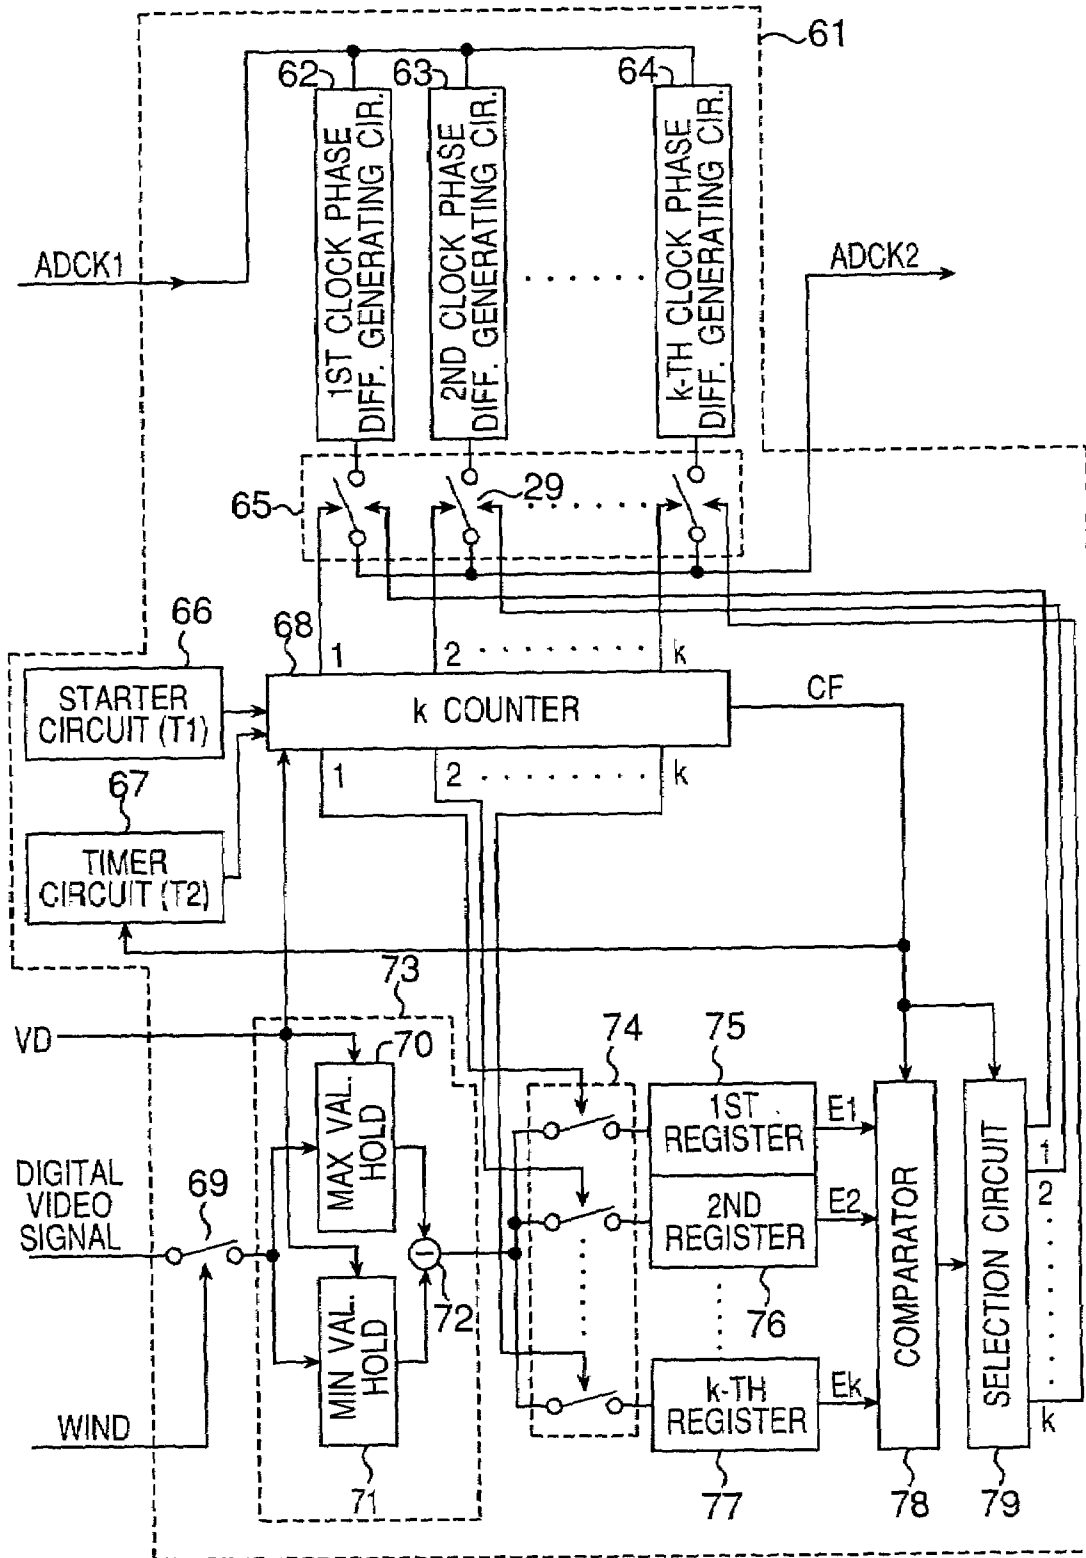 61
62
63
64
1ST CLOCK PHASE
DIFF. GENERATING CIR.
2ND CLOCK PHASE
DIFF. GENERATING CIR.
k-TH CLOCK PHASE
DIFF. GENERATING CIR.
ADCK1
ADCK2
65
29
66
68
1
2
k
STARTER
CIRCUIT (T1)
k COUNTER
CF
67
1
2
k
TIMER
CIRCUIT (T2)
73
VD
70
74
75
MAX VAL.
HOLD
1ST
REGISTER
E1
DIGITAL
VIDEO
SIGNAL
69
72
2ND
REGISTER
E2
76
COMPARATOR
SELECTION CIRCUIT
1
2
k
MIN VAL.
HOLD
k-TH
REGISTER
Ek
WIND
71
77
78
79